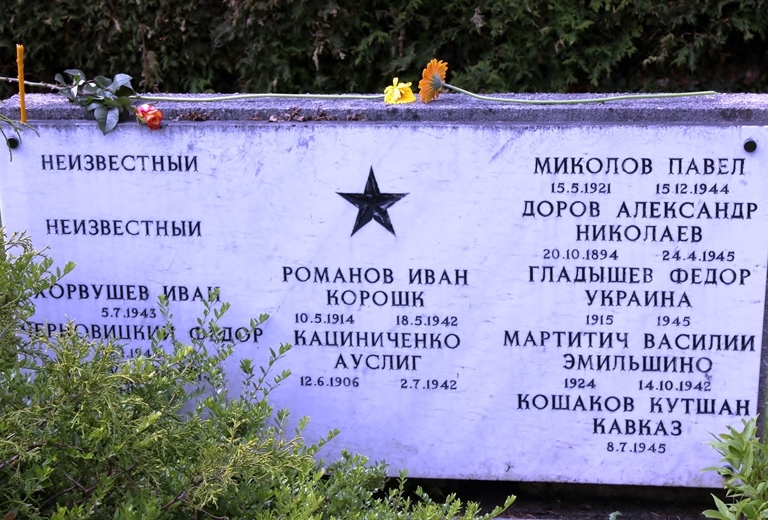 НЕИЗВЕСТНЫЙ
НЕИЗВЕСТНЫЙ
ХОРВУШЕВ ИВАН
5.7.1943
ЧЕРНОВИЦКИЙ ФЕДОР
РОМАНОВ ИВАН
КОРОШК
10.5.1914 18.5.1942
КАЦИНИЧЕНКО
АУСЛИГ
12.6.1906 2.7.1942
МИКОЛОВ ПАВЕЛ
15.5.1921 15.12.1944
ДОРОВ АЛЕКСАНДР
НИКОЛАЕВ
20.10.1894 24.4.1945
ГЛАДЫШЕВ ФЕДОР
УКРАИНА
1915 1945
МАРТИТИЧ ВАСИЛИИ
ЭМИЛЬШИНО
1924 14.10.1942
КОШАКОВ КУТШАН
КАВКАЗ
8.7.1945